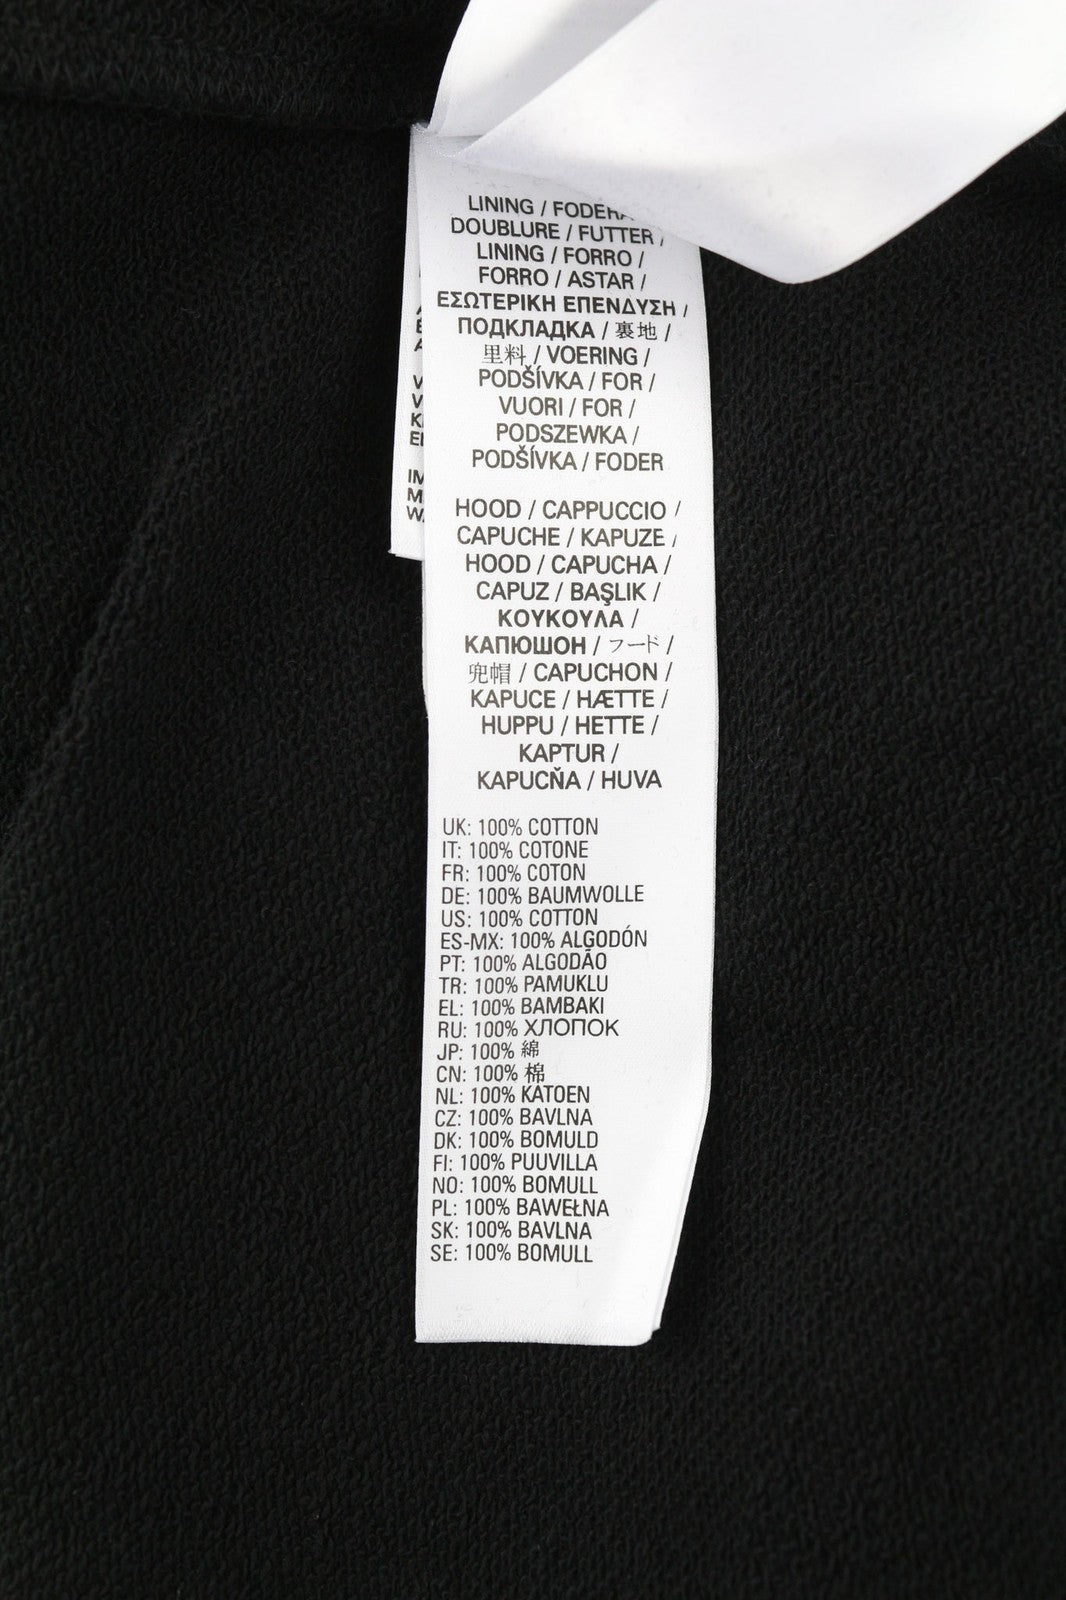 LINING / FODERA
DOUBLURE / FUTTER /
LINING / FORRO /
FORRO / ASTAR /
ΕΣΩΤΕΡΙΚΗ ΕΠΕΝΔΥΣΗ /
ПОДКЛАДКА / 裏地 /
里料 / VOERING /
PODŠÍVKA / FOR /
VUORI / FOR /
PODSZEWKA /
PODŠÍVKA / FODER
HOOD / CAPPUCCIO /
CAPUCHE / KAPUZE /
HOOD / CAPUCHA /
CAPUZ / BAŞLIK /
ΚΟΥΚΟΥΛΑ /
КАПЮШОН / フード /
兜帽 / CAPUCHON /
KAPUCE / HÆTTE /
HUPPU / HETTE /
KAPTUR /
KAPUCŇA / HUVA
UK: 100% COTTON
IT: 100% COTONE
FR: 100% COTON
DE: 100% BAUMWOLLE
US: 100% COTTON
ES-MX: 100% ALGODÓN
PT: 100% ALGODÃO
TR: 100% PAMUKLU
EL: 100% ΒΑΜΒΑΚΙ
RU: 100% ХЛОПОК
JP: 100% 綿
CN: 100% 棉
NL: 100% KATOEN
CZ: 100% BAVLNA
DK: 100% BOMULD
FI: 100% PUUVILLA
NO: 100% BOMULL
PL: 100% BAWEŁNA
SK: 100% BAVLNA
SE: 100% BOMULL